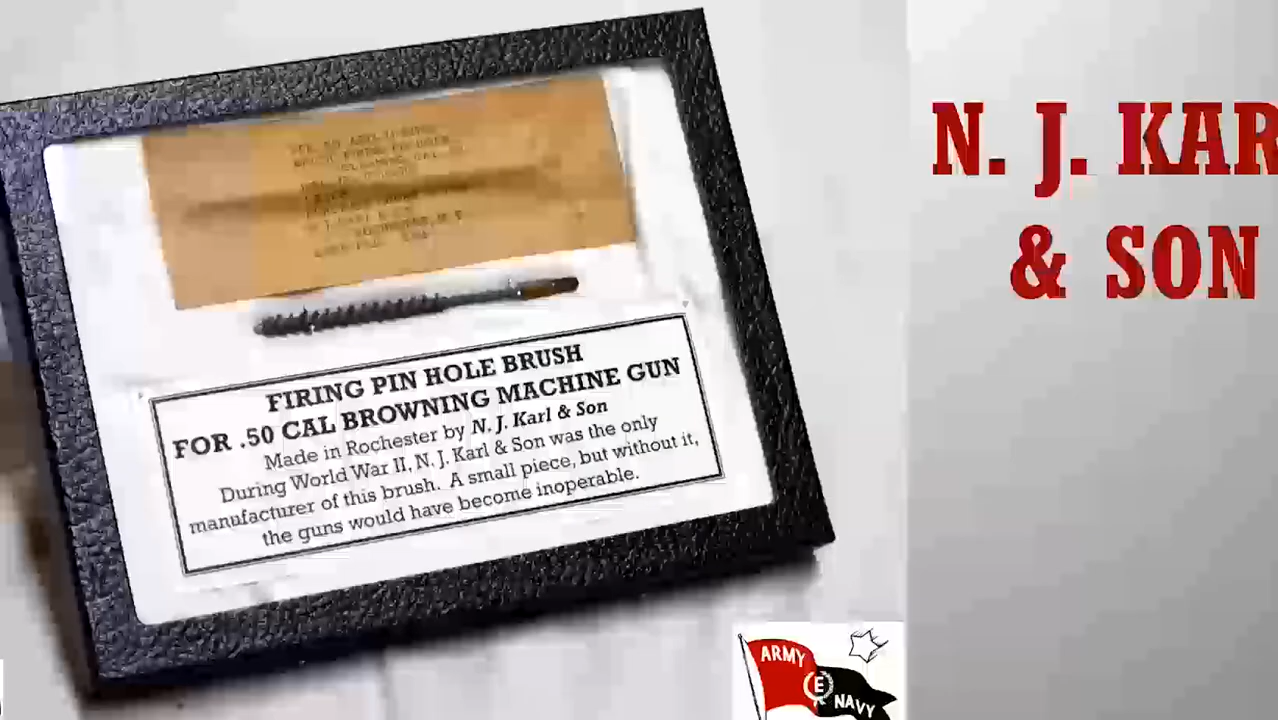 FIRING PIN HOLE BRUSH
FOR .50 CAL BROWNING MACHINE GUN
Made in Rochester by N. J. Karl & Son
During World War II, N. J. Karl & Son was the only
manufacturer of this brush. A small piece, but without it,
the guns would have become inoperable.
N. J. KAR
& SON
ARMY
E
NAVY